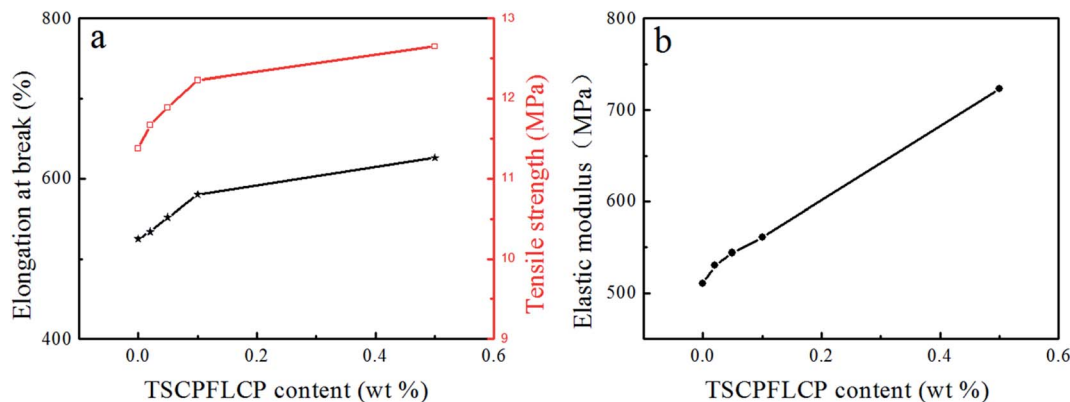 a
800
600
400
Elongation at break (%)
13
12
11
10
9
Tensile strength (MPa)
0.0 0.2 0.4 0.6
TSCPFLCP content (wt %)
b
800
700
600
500
Elastic modulus（MPa）
0.0 0.2 0.4 0.6
TSCPFLCP content (wt %)